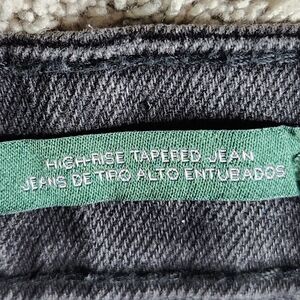 HIGH-RISE TAPERED JEAN
JEANS DE TIRO ALTO ENTUBADOS